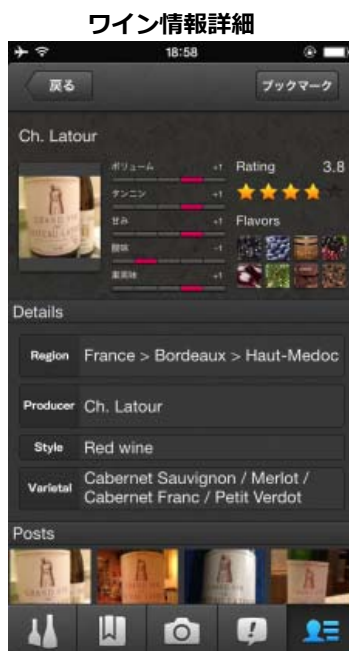 ワイン情報詳細
18:58
戻る
ブックマーク
Ch. Latour
ボリューム +1
タンニン +1
甘み +1
酸味 -1
果実味 +1
Rating 3.8
Flavors
Details
Region France > Bordeaux > Haut-Medoc
Producer Ch. Latour
Style Red wine
Varietal Cabernet Sauvignon / Merlot /
Cabernet Franc / Petit Verdot
Posts